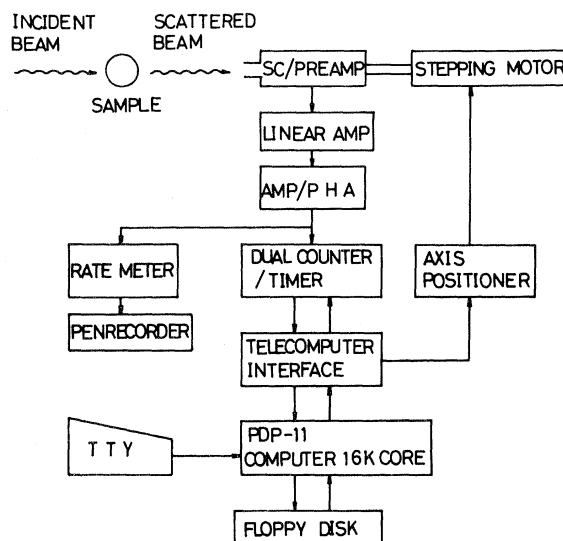 INCIDENT
BEAM
SCATTERED
BEAM
SAMPLE
SC/PREAMP
STEPPING MOTOR
LINEAR AMP
AMP/P H A
RATE METER
DUAL COUNTER
/ TIMER
AXIS
POSITIONER
PENRECORDER
TELECOMPUTER
INTERFACE
T T Y
PDP-11
COMPUTER 16K CORE
FLOPPY DISK